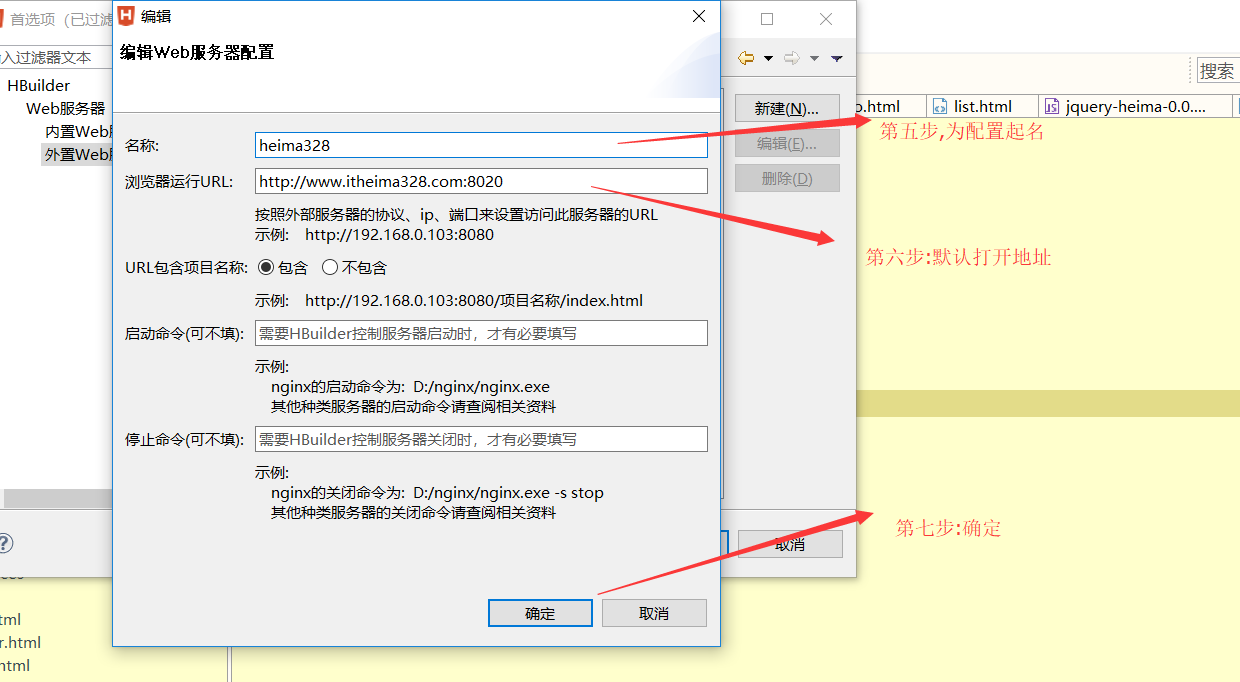 首选项（已过滤
编辑
编辑Web服务器配置
入过滤器文本
搜索
HBuilder
Web服务器
内置Web服
外置Web服
新建(N)...
编辑(E)...
删除(D)
.html
list.html
jquery-heima-0.0....
第五步,为配置起名
名称:
heima328
浏览器运行URL:
http://www.itheima328.com:8020
按照外部服务器的协议、ip、端口来设置访问此服务器的URL
示例: http://192.168.0.103:8080
第六步:默认打开地址
URL包含项目名称:
包含
不包含
示例: http://192.168.0.103:8080/项目名称/index.html
启动命令(可不填):
需要HBuilder控制服务器启动时，才有必要填写
示例:
nginx的启动命令为: D:/nginx/nginx.exe
其他种类服务器的启动命令请查阅相关资料
停止命令(可不填):
需要HBuilder控制服务器关闭时，才有必要填写
示例:
nginx的关闭命令为: D:/nginx/nginx.exe -s stop
其他种类服务器的关闭命令请查阅相关资料
第七步:确定
取消
确定
取消
tml
r.html
html